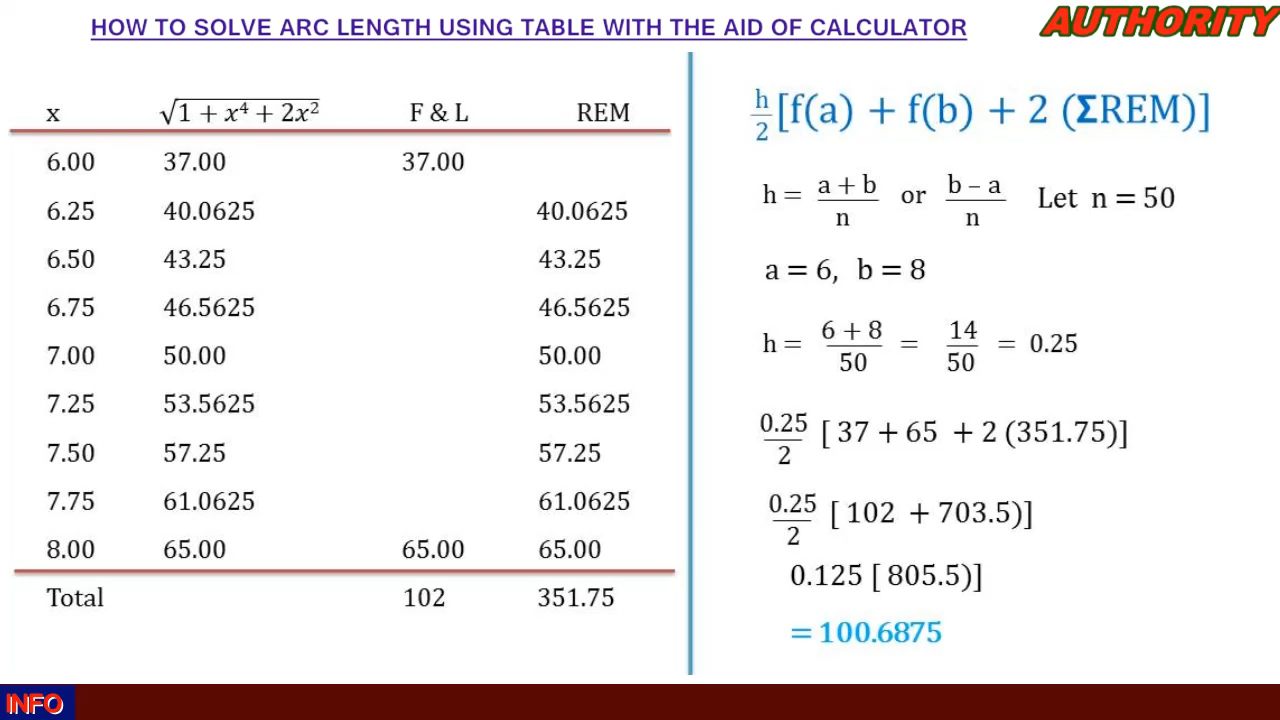 HOW TO SOLVE ARC LENGTH USING TABLE WITH THE AID OF CALCULATOR
AUTHORITY
x √1 + x⁴ + 2x² F & L REM
6.00 37.00 37.00
6.25 40.0625 40.0625
6.50 43.25 43.25
6.75 46.5625 46.5625
7.00 50.00 50.00
7.25 53.5625 53.5625
7.50 57.25 57.25
7.75 61.0625 61.0625
8.00 65.00 65.00 65.00
Total 102 351.75
h/2 [f(a) + f(b) + 2 (ΣREM)]
h = a + b/n or b – a/n Let n = 50
a = 6, b = 8
h = 6 + 8/50 = 14/50 = 0.25
0.25/2 [ 37 + 65 + 2 (351.75)]
0.25/2 [ 102 + 703.5)]
0.125 [ 805.5)]
= 100.6875
INFO